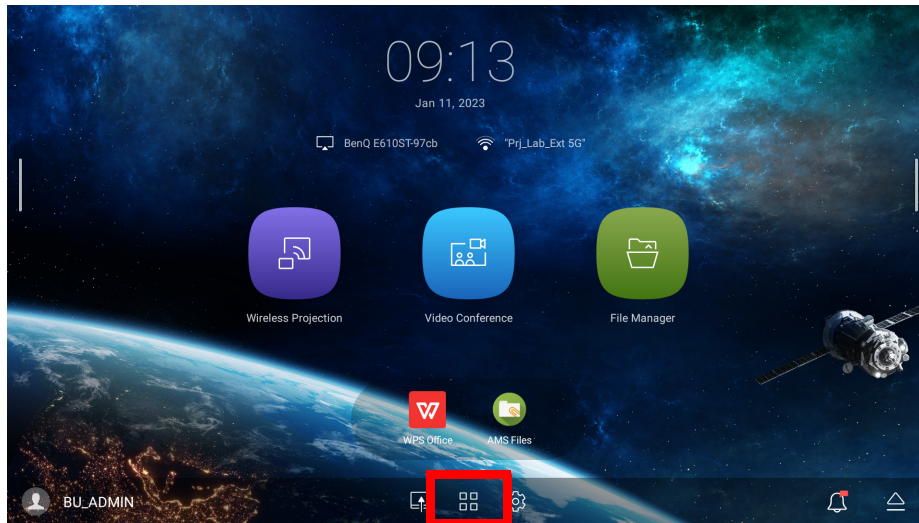 09:13
Jan 11, 2023
BenQ E610ST-97cb "Prj_Lab_Ext 5G"
Wireless Projection Video Conference File Manager
WPS Office AMS Files
BU_ADMIN